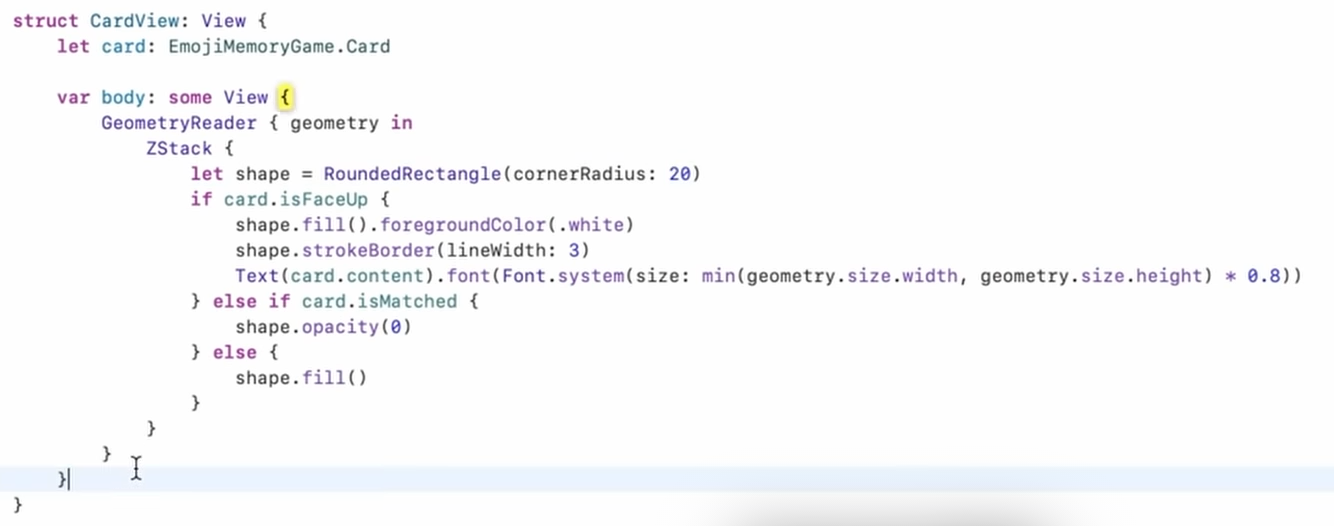 struct CardView: View {
    let card: EmojiMemoryGame.Card

    var body: some View {
        GeometryReader { geometry in
            ZStack {
                let shape = RoundedRectangle(cornerRadius: 20)
                if card.isFaceUp {
                    shape.fill().foregroundColor(.white)
                    shape.strokeBorder(lineWidth: 3)
                    Text(card.content).font(Font.system(size: min(geometry.size.width, geometry.size.height) * 0.8))
                } else if card.isMatched {
                    shape.opacity(0)
                } else {
                    shape.fill()
                }
            }
        }
    }
}